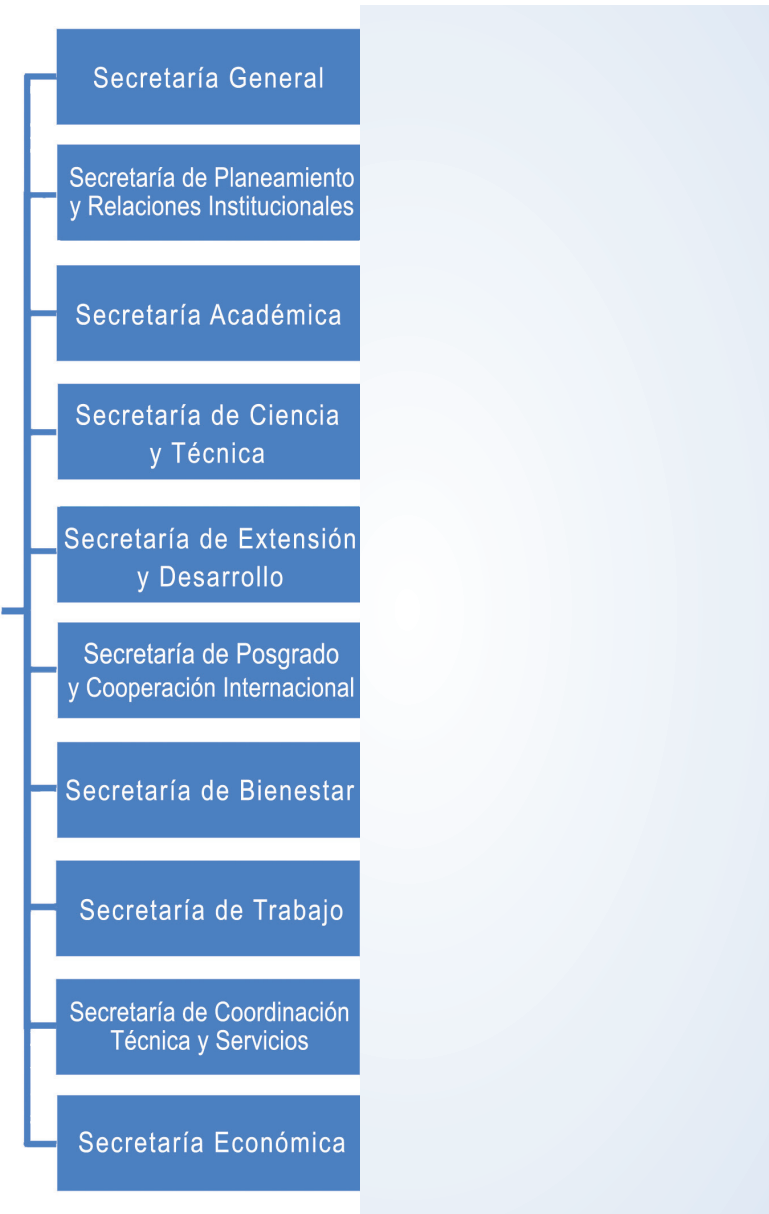 Secretaría General
Secretaría de Planeamiento
y Relaciones Institucionales
Secretaría Académica
Secretaría de Ciencia
y Técnica
Secretaría de Extensión
y Desarrollo
Secretaría de Posgrado
y Cooperación Internacional
Secretaría de Bienestar
Secretaría de Trabajo
Secretaría de Coordinación
Técnica y Servicios
Secretaría Económica